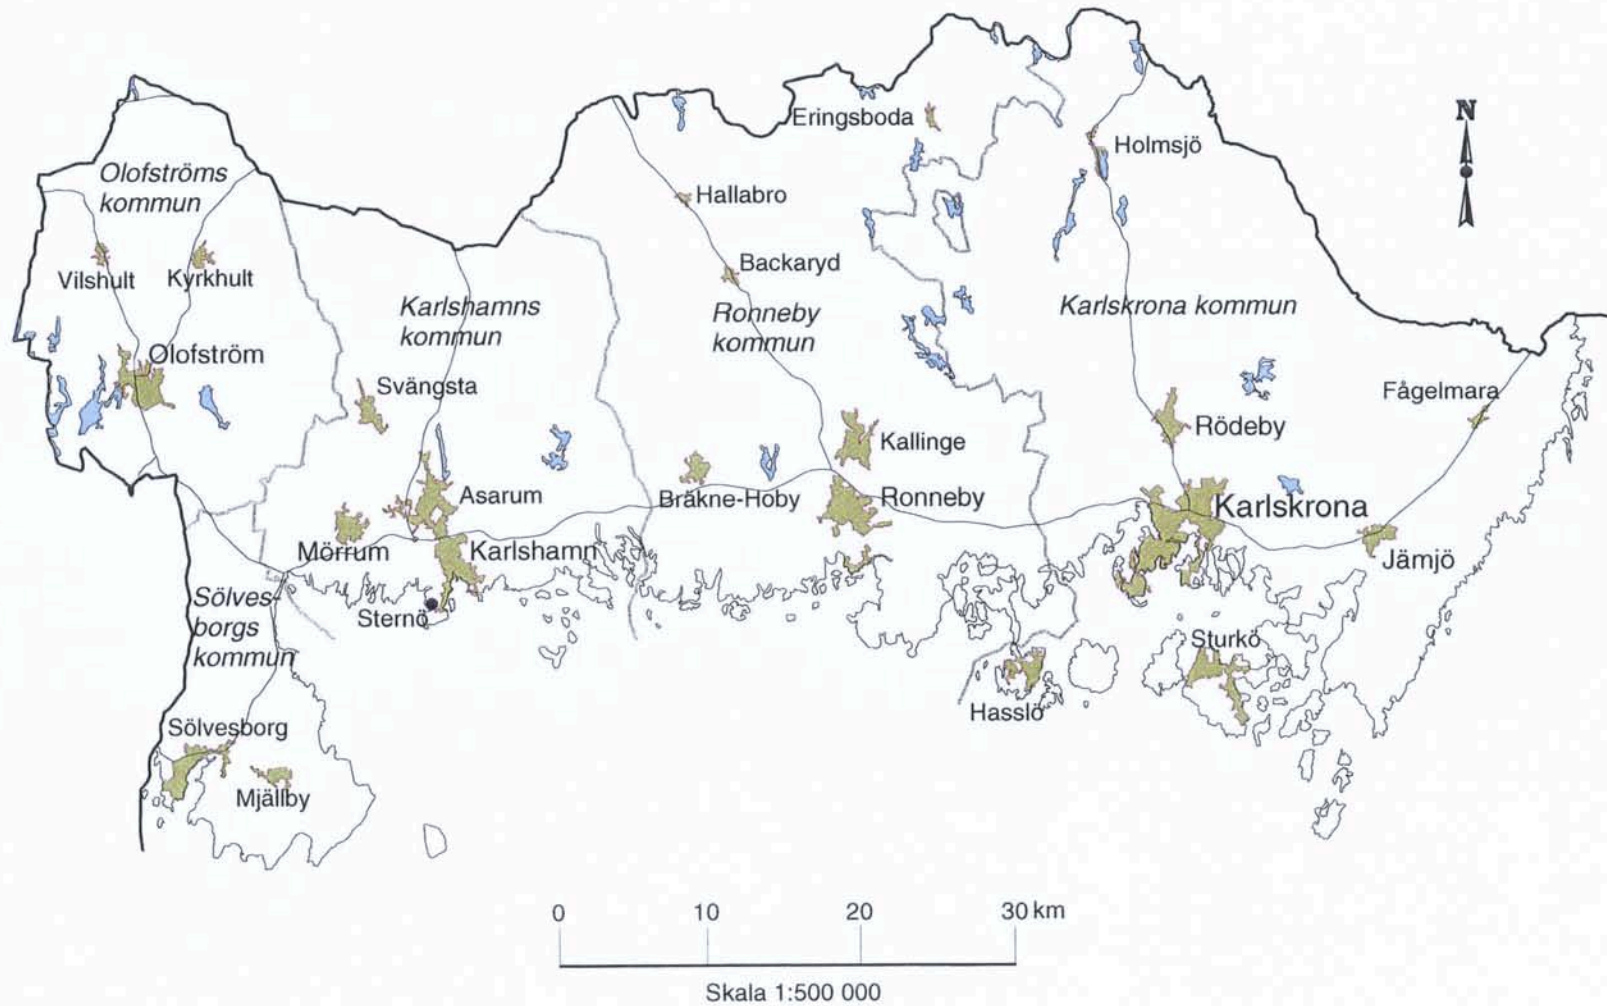 Eringsboda
N
Holmsjö
Olofströms
kommun
Hallabro
Vilshult
Kyrkhult
Backaryd
Karlshamns
kommun
Ronneby
kommun
Karlskrona kommun
Olofström
Svängsta
Fågelmara
Rödeby
Kallinge
Asarum
Bräkne-Hoby
Ronneby
Karlskrona
Mörrum
Karlshamn
Jämjö
Sölves-
borgs
kommun
Sternö
Sturkö
Hasslö
Sölvesborg
Mjällby
0 10 20 30 km
Skala 1:500 000